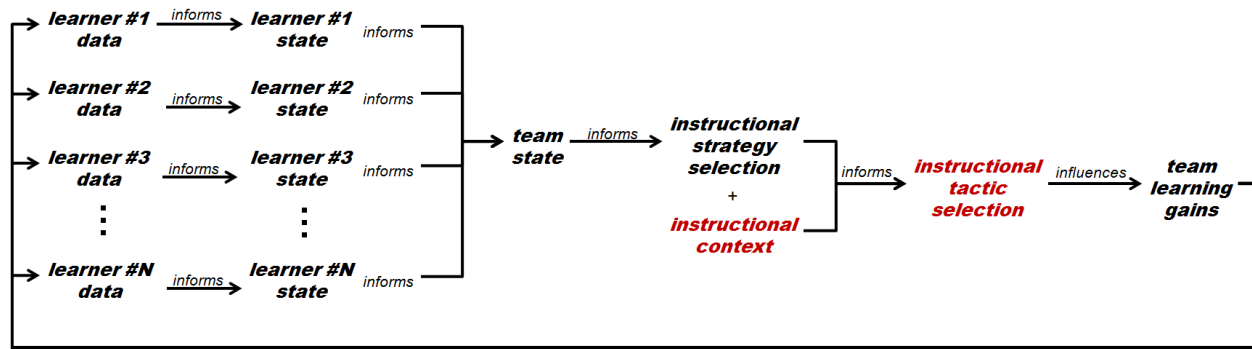 learner #1
data
informs
learner #1
state
informs
learner #2
data
informs
learner #2
state
informs
learner #3
data
informs
learner #3
state
informs
learner #N
data
informs
learner #N
state
informs
team
state
informs
instructional
strategy
selection
+
instructional
context
informs
instructional
tactic
selection
influences
team
learning
gains